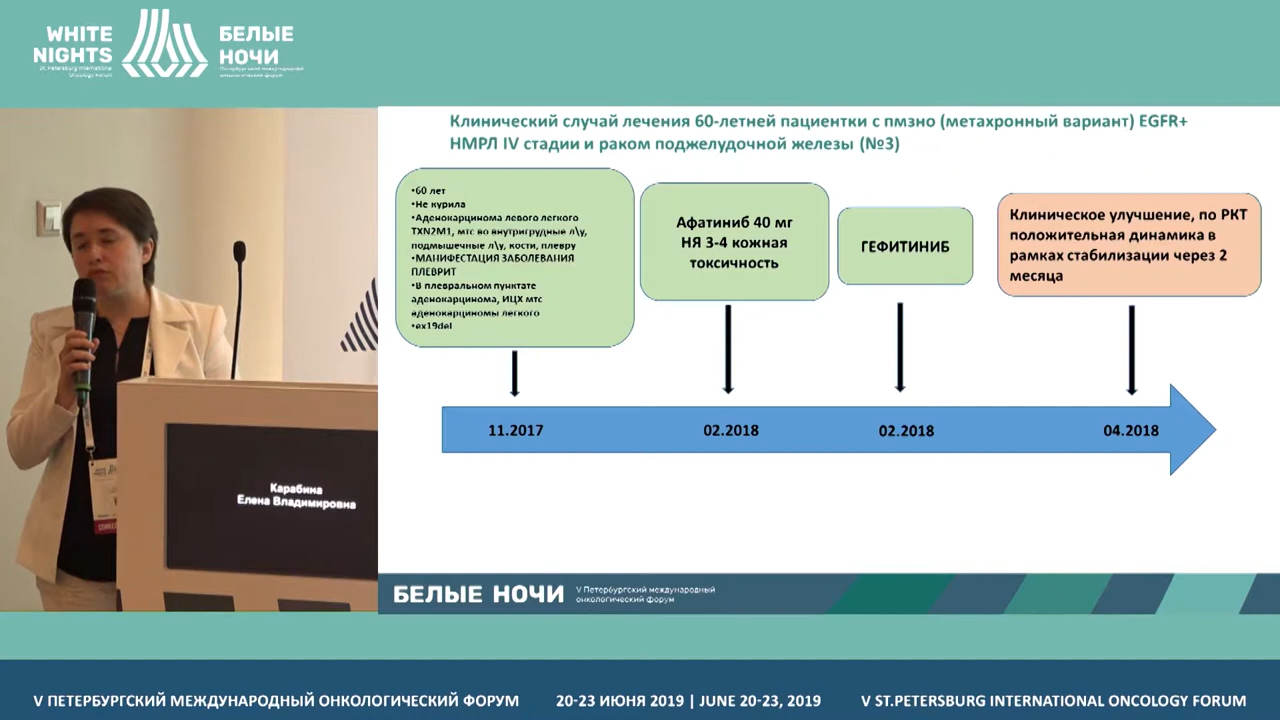 WHITE
NIGHTS
St. Petersburg International
Oncology Forum
БЕЛЫЕ
НОЧИ
Петербургский международный
онкологический форум
Клинический случай лечения 60-летней пациентки с пмзно (метахронный вариант) EGFR+
НМРЛ IV стадии и раком поджелудочной железы (№3)
•60 лет
•Не курила
•Аденокарцинома левого легкого
TXN2M1, мтс во внутригрудные л\у,
подмышечные л\у, кости, плевру
•МАНИФЕСТАЦИЯ ЗАБОЛЕВАНИЯ
ПЛЕВРИТ
•В плевральном пунктате
аденокарцинома, ИЦХ мтс
аденокарциномы легкого
•ex19del
Афатиниб 40 мг
НЯ 3-4 кожная
токсичность
ГЕФИТИНИБ
Клиническое улучшение, по РКТ
положительная динамика в
рамках стабилизации через 2
месяца
11.2017
02.2018
02.2018
04.2018
Карабина
Елена Владимировна
БЕЛЫЕ НОЧИ
V Петербургский международный
онкологический форум
V ПЕТЕРБУРГСКИЙ МЕЖДУНАРОДНЫЙ ОНКОЛОГИЧЕСКИЙ ФОРУМ
20-23 ИЮНЯ 2019 | JUNE 20-23, 2019
V ST.PETERSBURG INTERNATIONAL ONCOLOGY FORUM